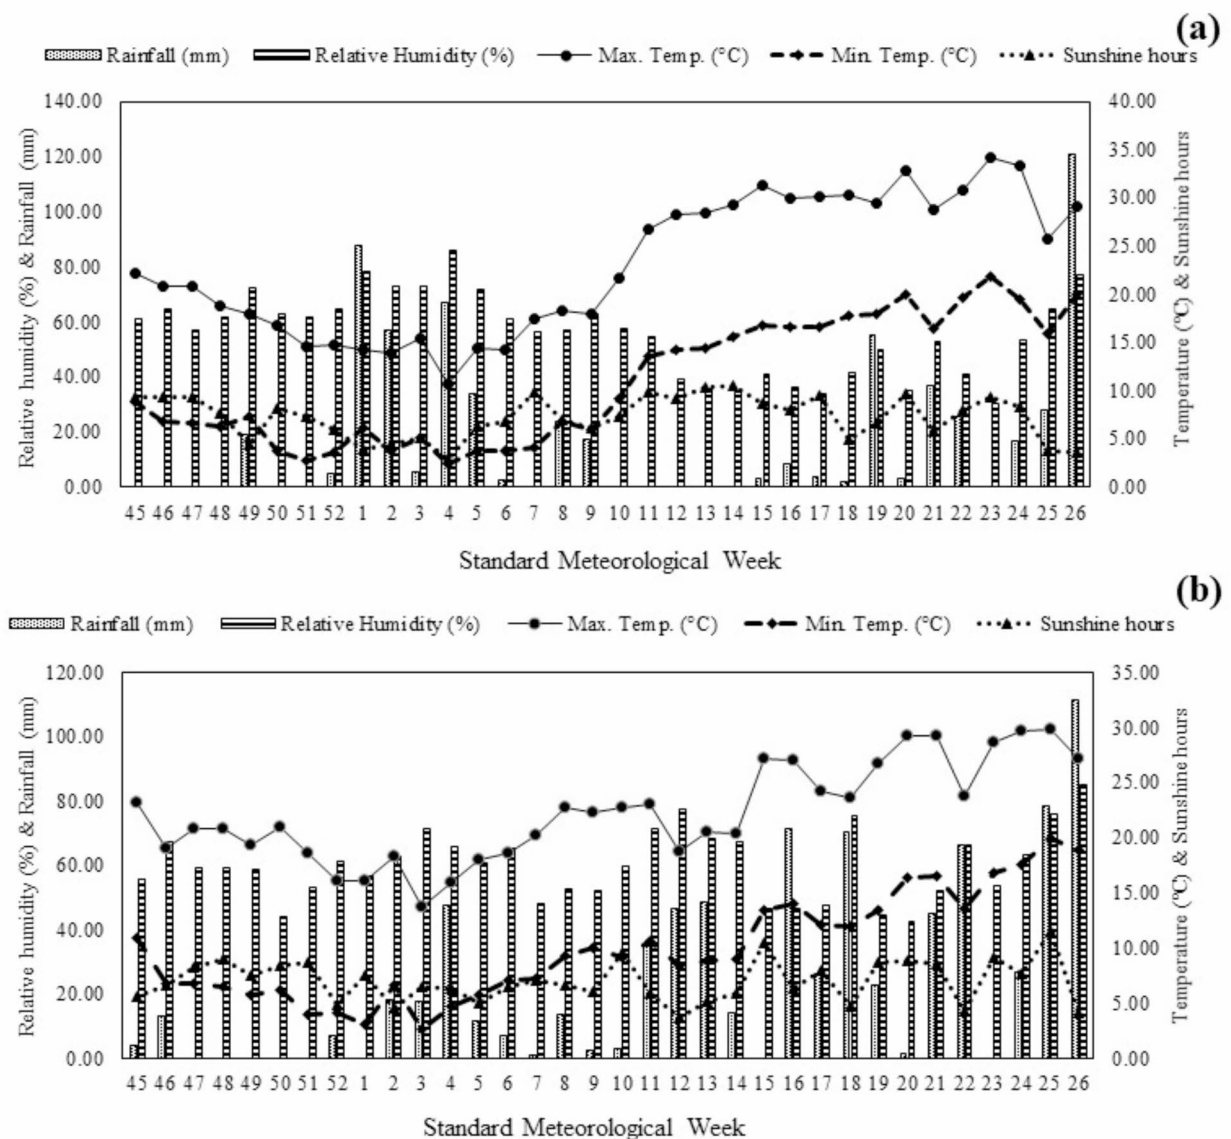 (a)
Rainfall (mm) Relative Humidity (%) Max. Temp. (°C) Min. Temp. (°C) Sunshine hours
Relative humidity (%) & Rainfall (mm)
140.00
120.00
100.00
80.00
60.00
40.00
20.00
0.00
40.00
35.00
30.00
25.00
20.00
15.00
10.00
5.00
0.00
Temperature (°C) & Sunshine hours
45 46 47 48 49 50 51 52 1 2 3 4 5 6 7 8 9 10 11 12 13 14 15 16 17 18 19 20 21 22 23 24 25 26
Standard Meteorological Week
(b)
Rainfall (mm) Relative Humidity (%) Max. Temp. (°C) Min. Temp. (°C) Sunshine hours
Relative humidity (%) & Rainfall (mm)
120.00
100.00
80.00
60.00
40.00
20.00
0.00
35.00
30.00
25.00
20.00
15.00
10.00
5.00
0.00
Temperature (°C) & Sunshine hours
45 46 47 48 49 50 51 52 1 2 3 4 5 6 7 8 9 10 11 12 13 14 15 16 17 18 19 20 21 22 23 24 25 26
Standard Meteorological Week